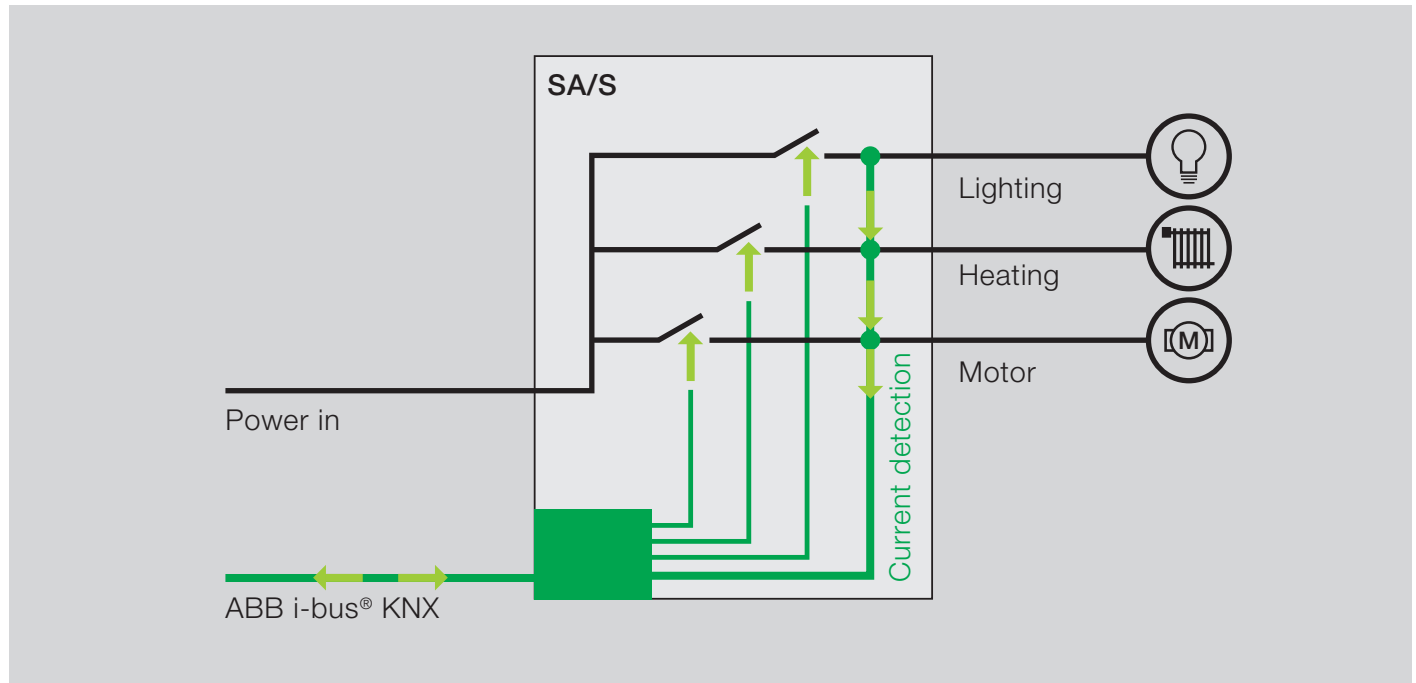 SA/S
Lighting
Heating
Motor
M
Power in
Current detection
ABB i-bus® KNX